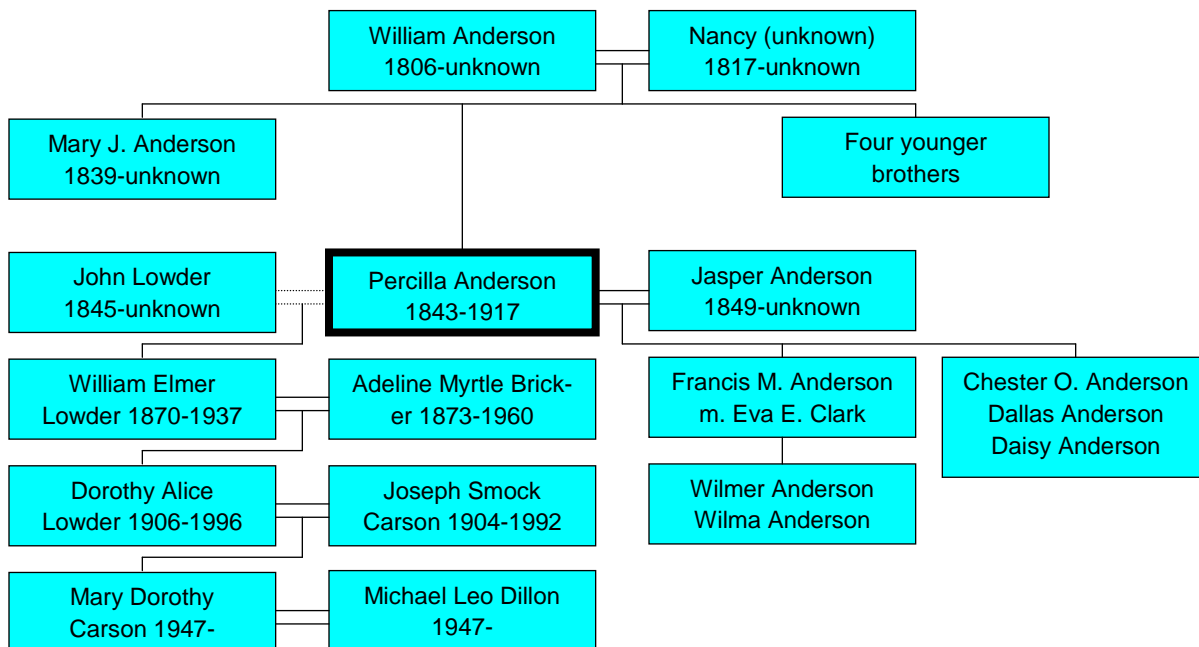 William Anderson
1806-unknown
Nancy (unknown)
1817-unknown
Mary J. Anderson
1839-unknown
Four younger
brothers
John Lowder
1845-unknown
Percilla Anderson
1843-1917
Jasper Anderson
1849-unknown
William Elmer
Lowder 1870-1937
Adeline Myrtle Brick-
er 1873-1960
Francis M. Anderson
m. Eva E. Clark
Chester O. Anderson
Dallas Anderson
Daisy Anderson
Dorothy Alice
Lowder 1906-1996
Joseph Smock
Carson 1904-1992
Wilmer Anderson
Wilma Anderson
Mary Dorothy
Carson 1947-
Michael Leo Dillon
1947-